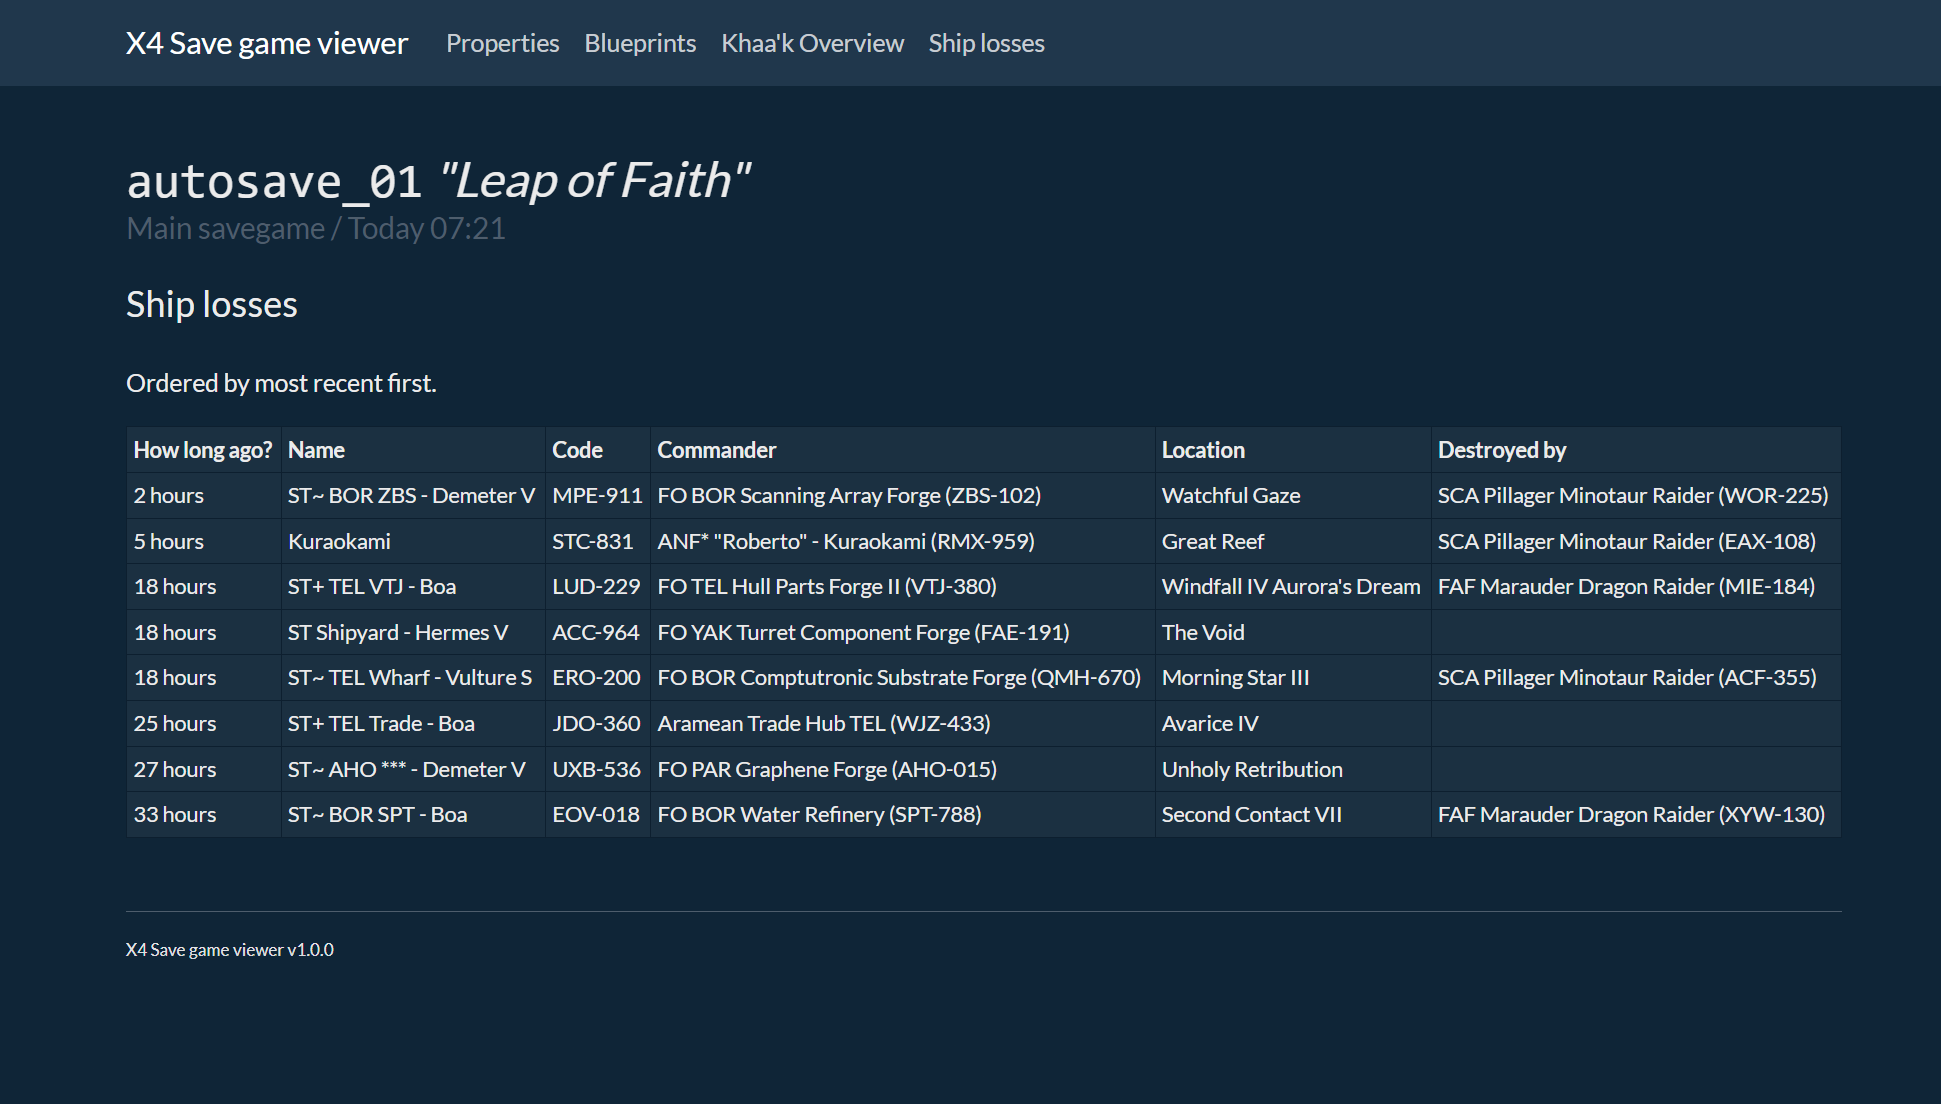 X4 Save game viewer Properties Blueprints Khaa'k Overview Ship losses
autosave_01 "Leap of Faith"
Main savegame / Today 07:21
Ship losses
Ordered by most recent first.
How long ago? Name Code Commander Location Destroyed by
2 hours ST~ BOR ZBS - Demeter V MPE-911 FO BOR Scanning Array Forge (ZBS-102) Watchful Gaze SCA Pillager Minotaur Raider (WOR-225)
5 hours Kuraokami STC-831 ANF* "Roberto" - Kuraokami (RMX-959) Great Reef SCA Pillager Minotaur Raider (EAX-108)
18 hours ST+ TEL VTJ - Boa LUD-229 FO TEL Hull Parts Forge II (VTJ-380) Windfall IV Aurora's Dream FAF Marauder Dragon Raider (MIE-184)
18 hours ST Shipyard - Hermes V ACC-964 FO YAK Turret Component Forge (FAE-191) The Void
18 hours ST~ TEL Wharf - Vulture S ERO-200 FO BOR Comptutronic Substrate Forge (QMH-670) Morning Star III SCA Pillager Minotaur Raider (ACF-355)
25 hours ST+ TEL Trade - Boa JDO-360 Aramean Trade Hub TEL (WJZ-433) Avarice IV
27 hours ST~ AHO *** - Demeter V UXB-536 FO PAR Graphene Forge (AHO-015) Unholy Retribution
33 hours ST~ BOR SPT - Boa EOV-018 FO BOR Water Refinery (SPT-788) Second Contact VII FAF Marauder Dragon Raider (XYW-130)
X4 Save game viewer v1.0.0